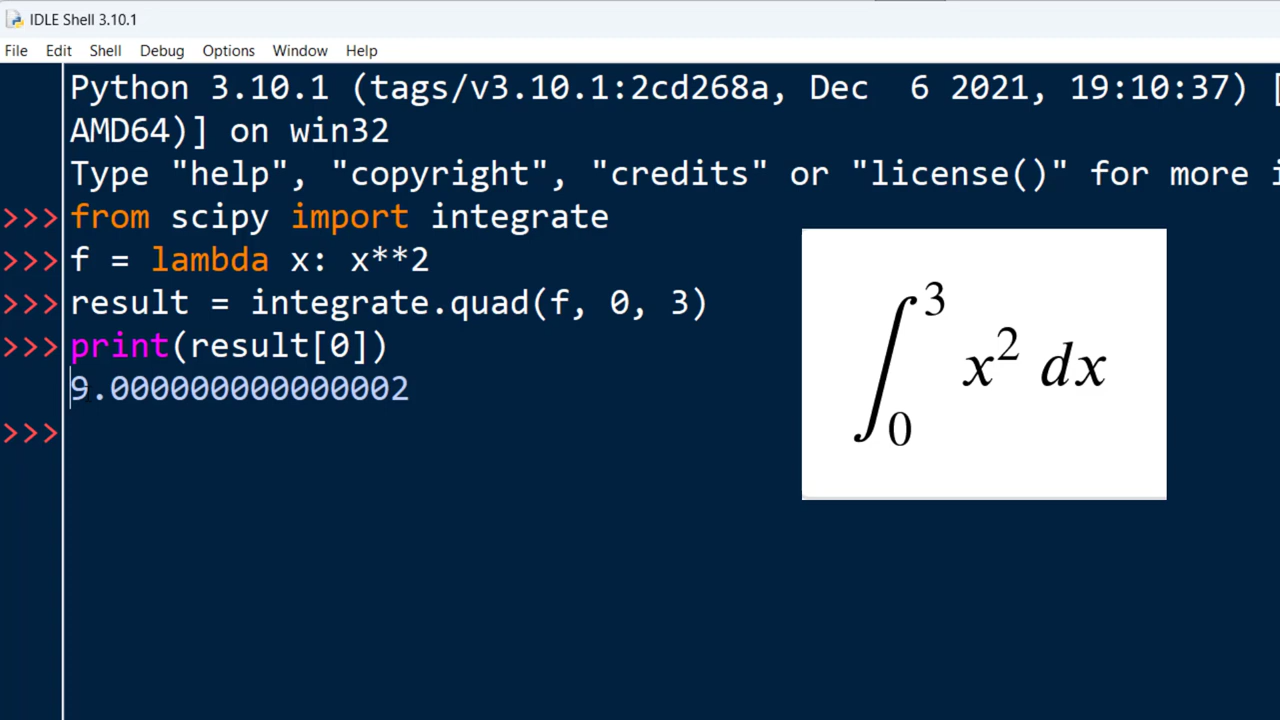 IDLE Shell 3.10.1
File Edit Shell Debug Options Window Help
Python 3.10.1 (tags/v3.10.1:2cd268a, Dec  6 2021, 19:10:37) [
AMD64)] on win32
Type "help", "copyright", "credits" or "license()" for more i
>>> from scipy import integrate
>>> f = lambda x: x**2
>>> result = integrate.quad(f, 0, 3)
>>> print(result[0])
9.000000000000002
>>>
∫₀³ x² dx